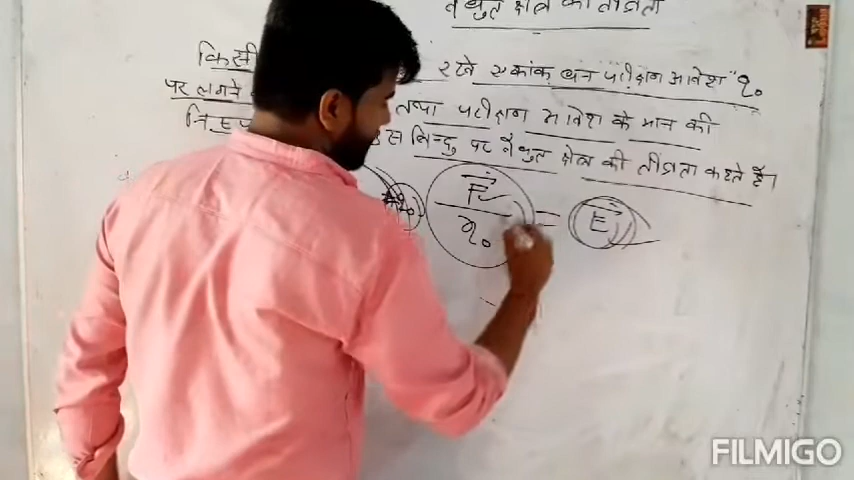 वैद्युत क्षेत्र की तीव्रता
किसी रखे एकांक धन परीक्षण आवेश "q₀
पर लगने तथा परीक्षण आवेश के मान की
उस बिन्दु पर वैद्युत क्षेत्र की तीव्रता कहते हैं।
F⃗ / q₀ = E⃗
FILMIGO